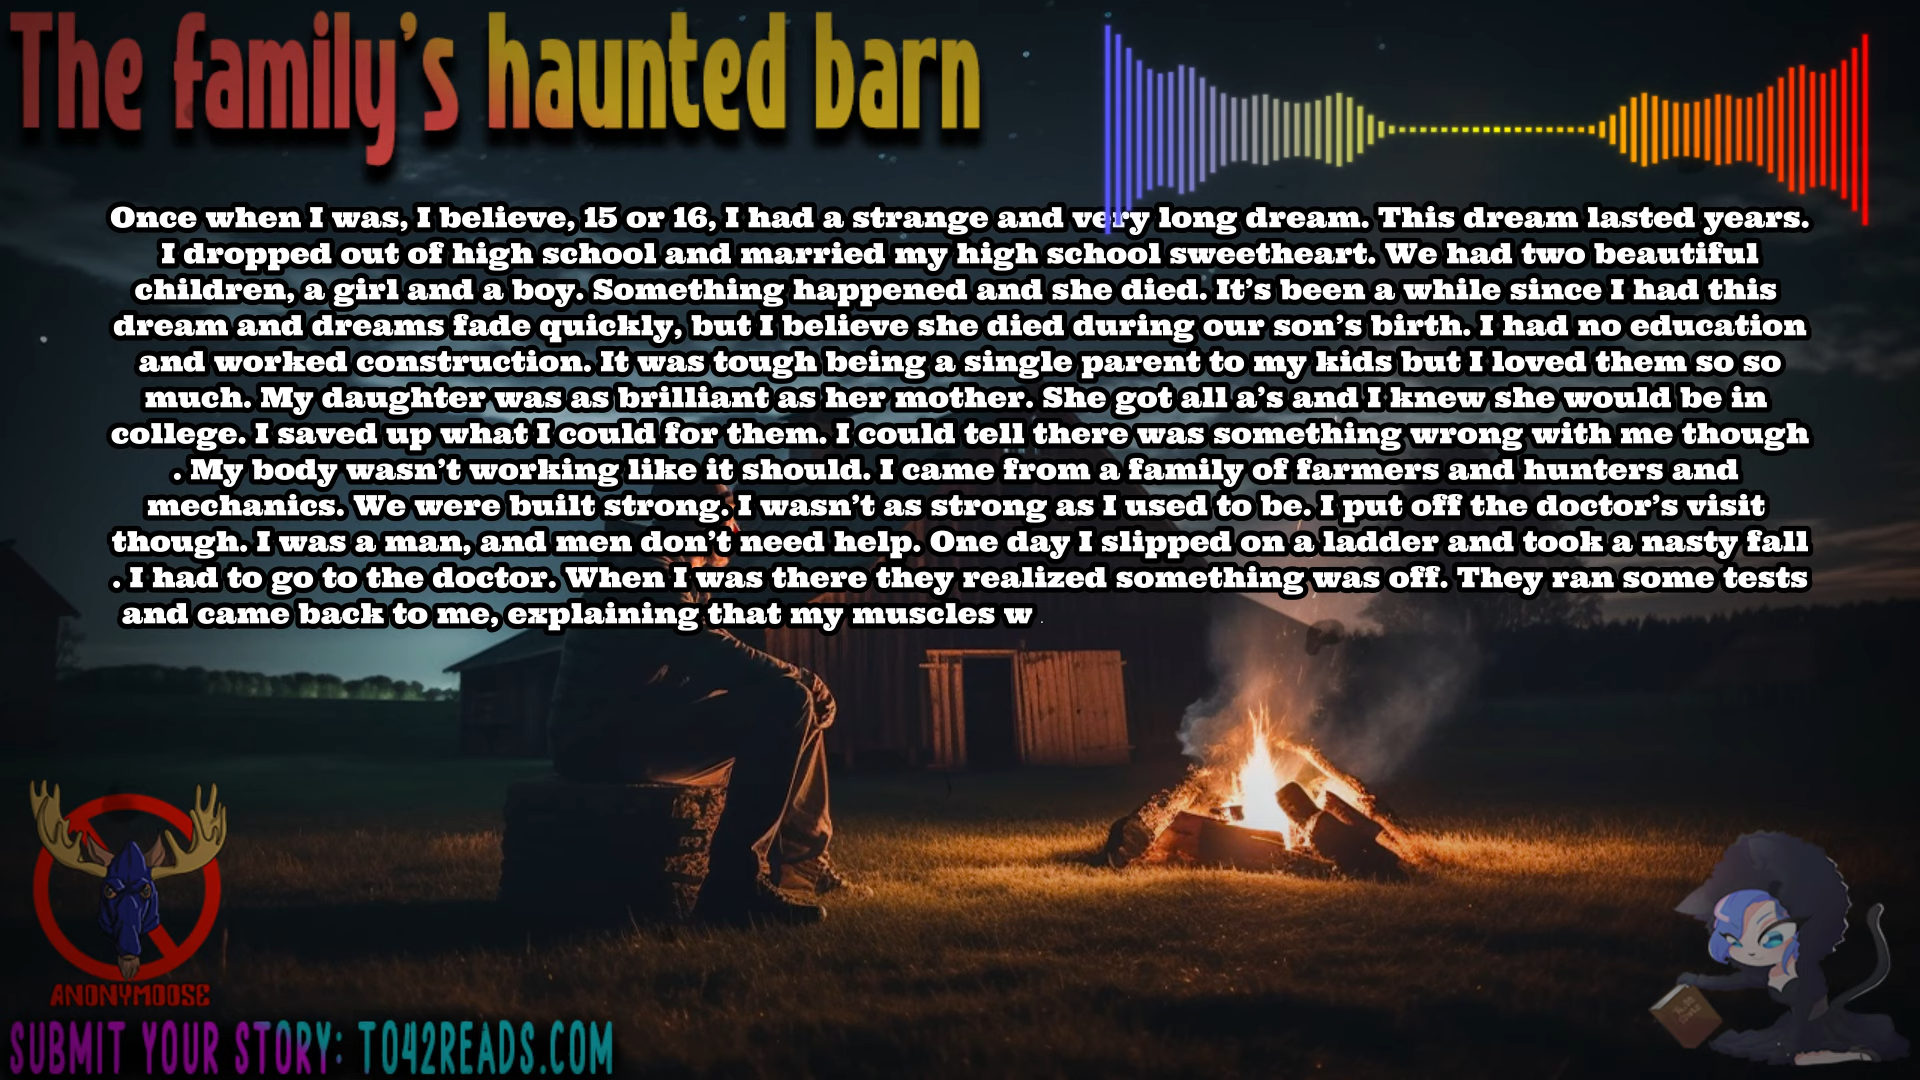 The family's haunted barn
Once when I was, I believe, 15 or 16, I had a strange and very long dream. This dream lasted years.
I dropped out of high school and married my high school sweetheart. We had two beautiful
children, a girl and a boy. Something happened and she died. It's been a while since I had this
dream and dreams fade quickly, but I believe she died during our son's birth. I had no education
and worked construction. It was tough being a single parent to my kids but I loved them so so
much. My daughter was as brilliant as her mother. She got all a's and I knew she would be in
college. I saved up what I could for them. I could tell there was something wrong with me though
. My body wasn't working like it should. I came from a family of farmers and hunters and
mechanics. We were built strong. I wasn't as strong as I used to be. I put off the doctor's visit
though. I was a man, and men don't need help. One day I slipped on a ladder and took a nasty fall
. I had to go to the doctor. When I was there they realized something was off. They ran some tests
and came back to me, explaining that my muscles w
ANONYMOOSE
SUBMIT YOUR STORY: TO42READS.COM